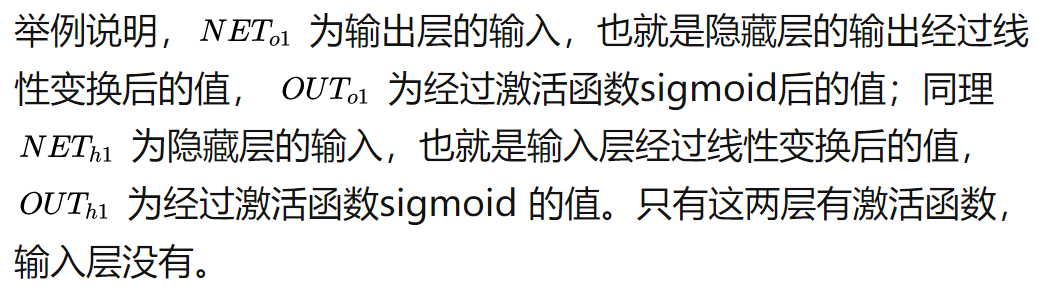 举例说明，NET_{o1} 为输出层的输入，也就是隐藏层的输出经过线
性变换后的值， OUT_{o1} 为经过激活函数sigmoid后的值；同理
NET_{h1} 为隐藏层的输入，也就是输入层经过线性变换后的值，
OUT_{h1} 为经过激活函数sigmoid 的值。只有这两层有激活函数，
输入层没有。